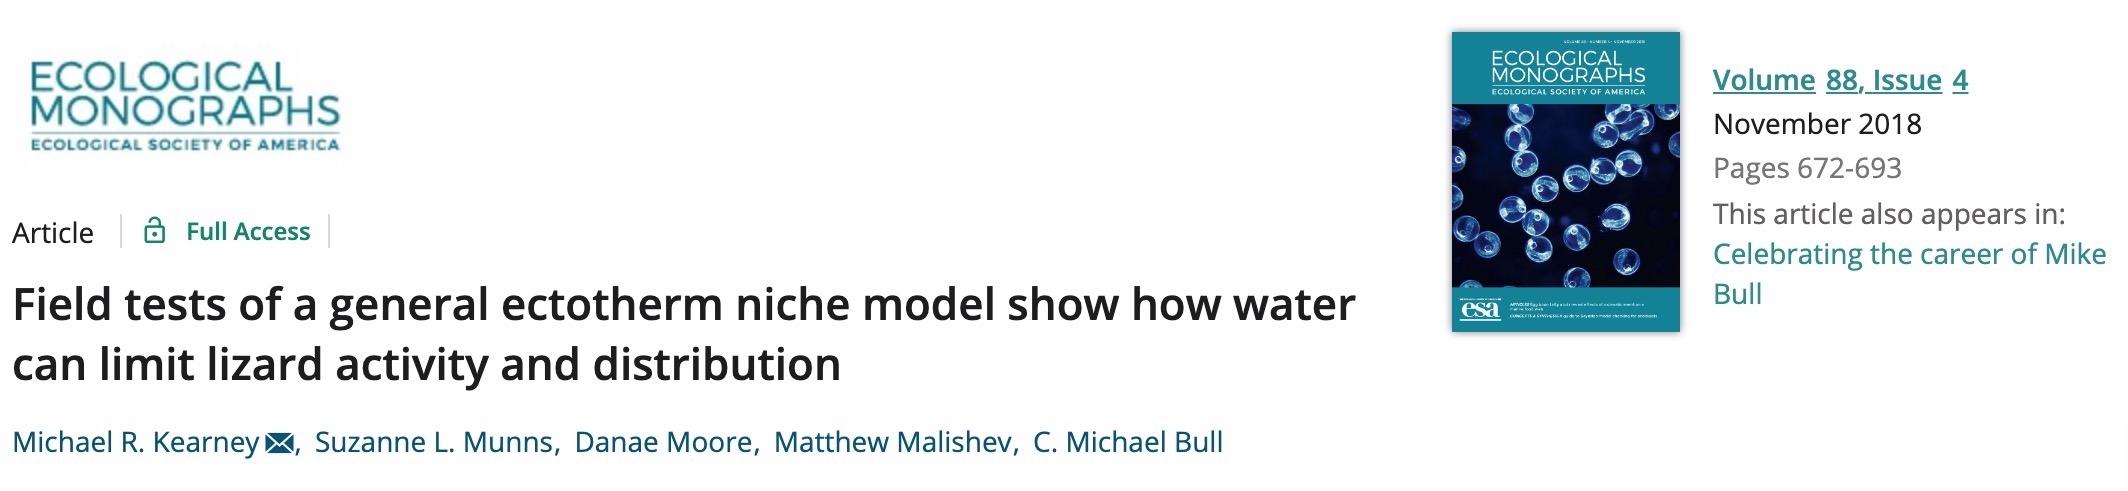 ECOLOGICAL
MONOGRAPHS
ECOLOGICAL SOCIETY OF AMERICA
Article
Full Access
Field tests of a general ectotherm niche model show how water
can limit lizard activity and distribution
Michael R. Kearney, Suzanne L. Munns, Danae Moore, Matthew Malishev, C. Michael Bull
ECOLOGICAL
MONOGRAPHS
ECOLOGICAL SOCIETY OF AMERICA
esa
Volume 88, Issue 4
November 2018
Pages 672-693
This article also appears in:
Celebrating the career of Mike
Bull